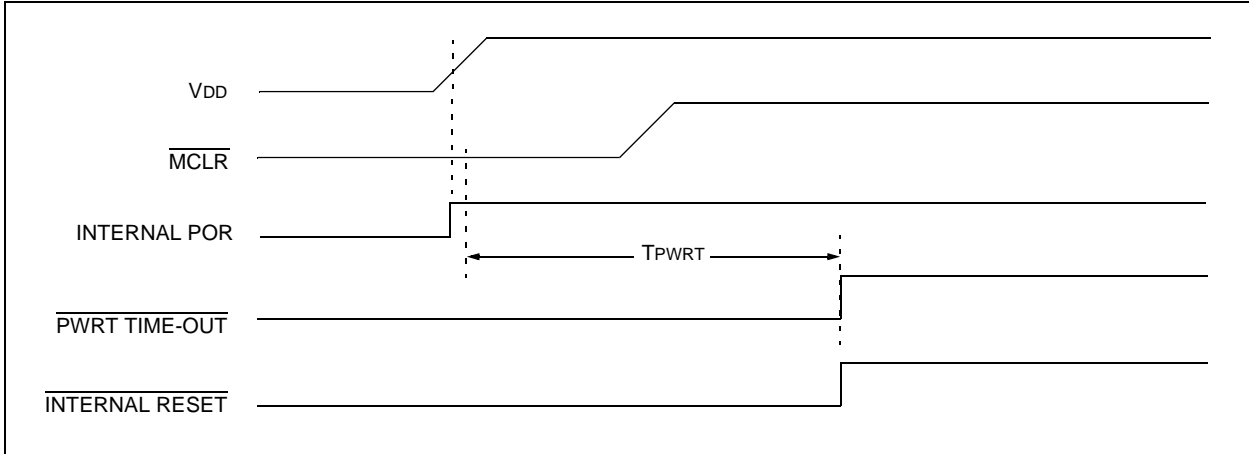 VDD
MCLR
INTERNAL POR
TPWRT
PWRT TIME-OUT
INTERNAL RESET